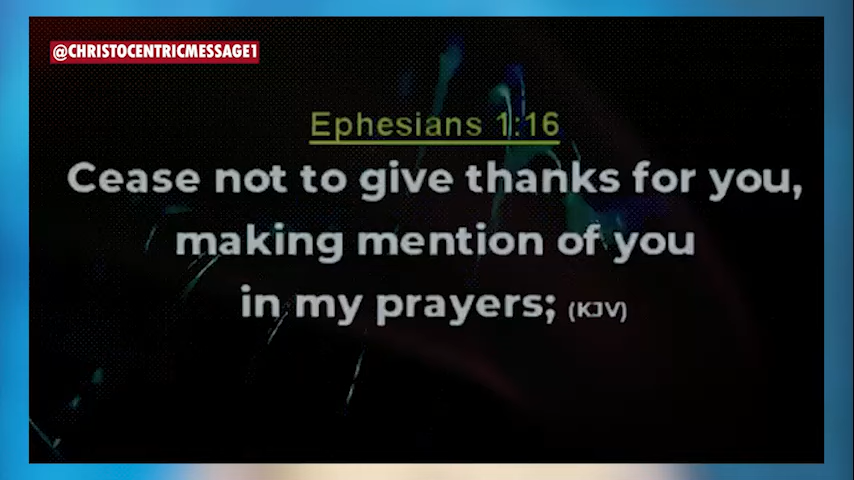 @CHRISTOCENTRICMESSAGE1
Ephesians 1:16
Cease not to give thanks for you,
making mention of you
in my prayers; (KJV)